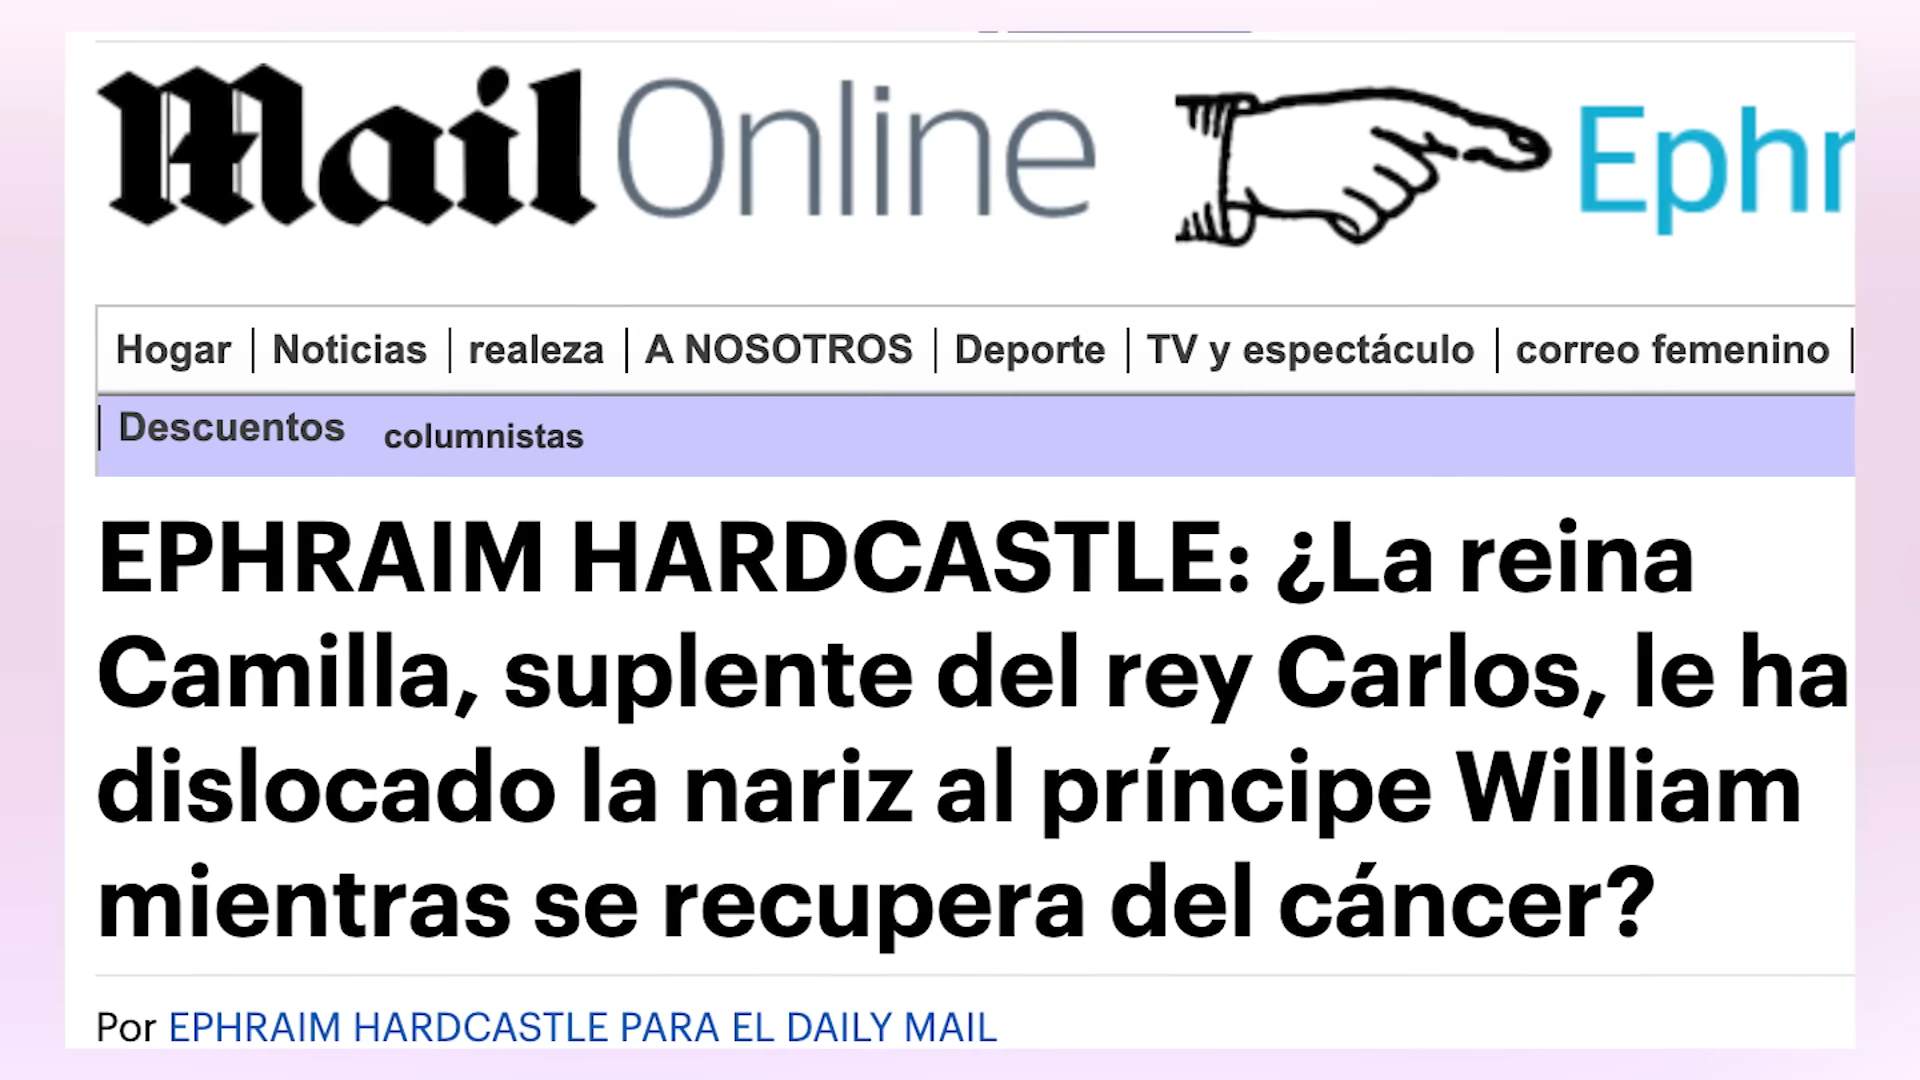 Mail Online Ephr
Hogar | Noticias | realeza | A NOSOTROS | Deporte | TV y espectáculo | correo femenino |
| Descuentos columnistas
EPHRAIM HARDCASTLE: ¿La reina
Camilla, suplente del rey Carlos, le ha
dislocado la nariz al príncipe William
mientras se recupera del cáncer?
Por EPHRAIM HARDCASTLE PARA EL DAILY MAIL